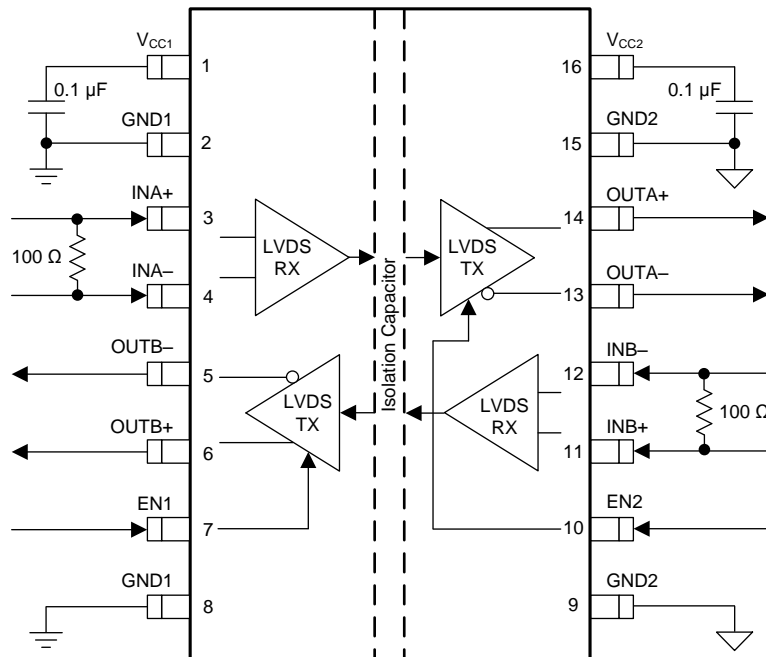 VCC1
1
0.1 µF
GND1
2
INA+
3
100 Ω
INA–
4
OUTB–
5
OUTB+
6
EN1
7
GND1
8
LVDS
RX
LVDS
TX
Isolation Capacitor
LVDS
TX
LVDS
RX
VCC2
16
0.1 µF
GND2
15
OUTA+
14
OUTA–
13
INB–
12
100 Ω
INB+
11
EN2
10
GND2
9